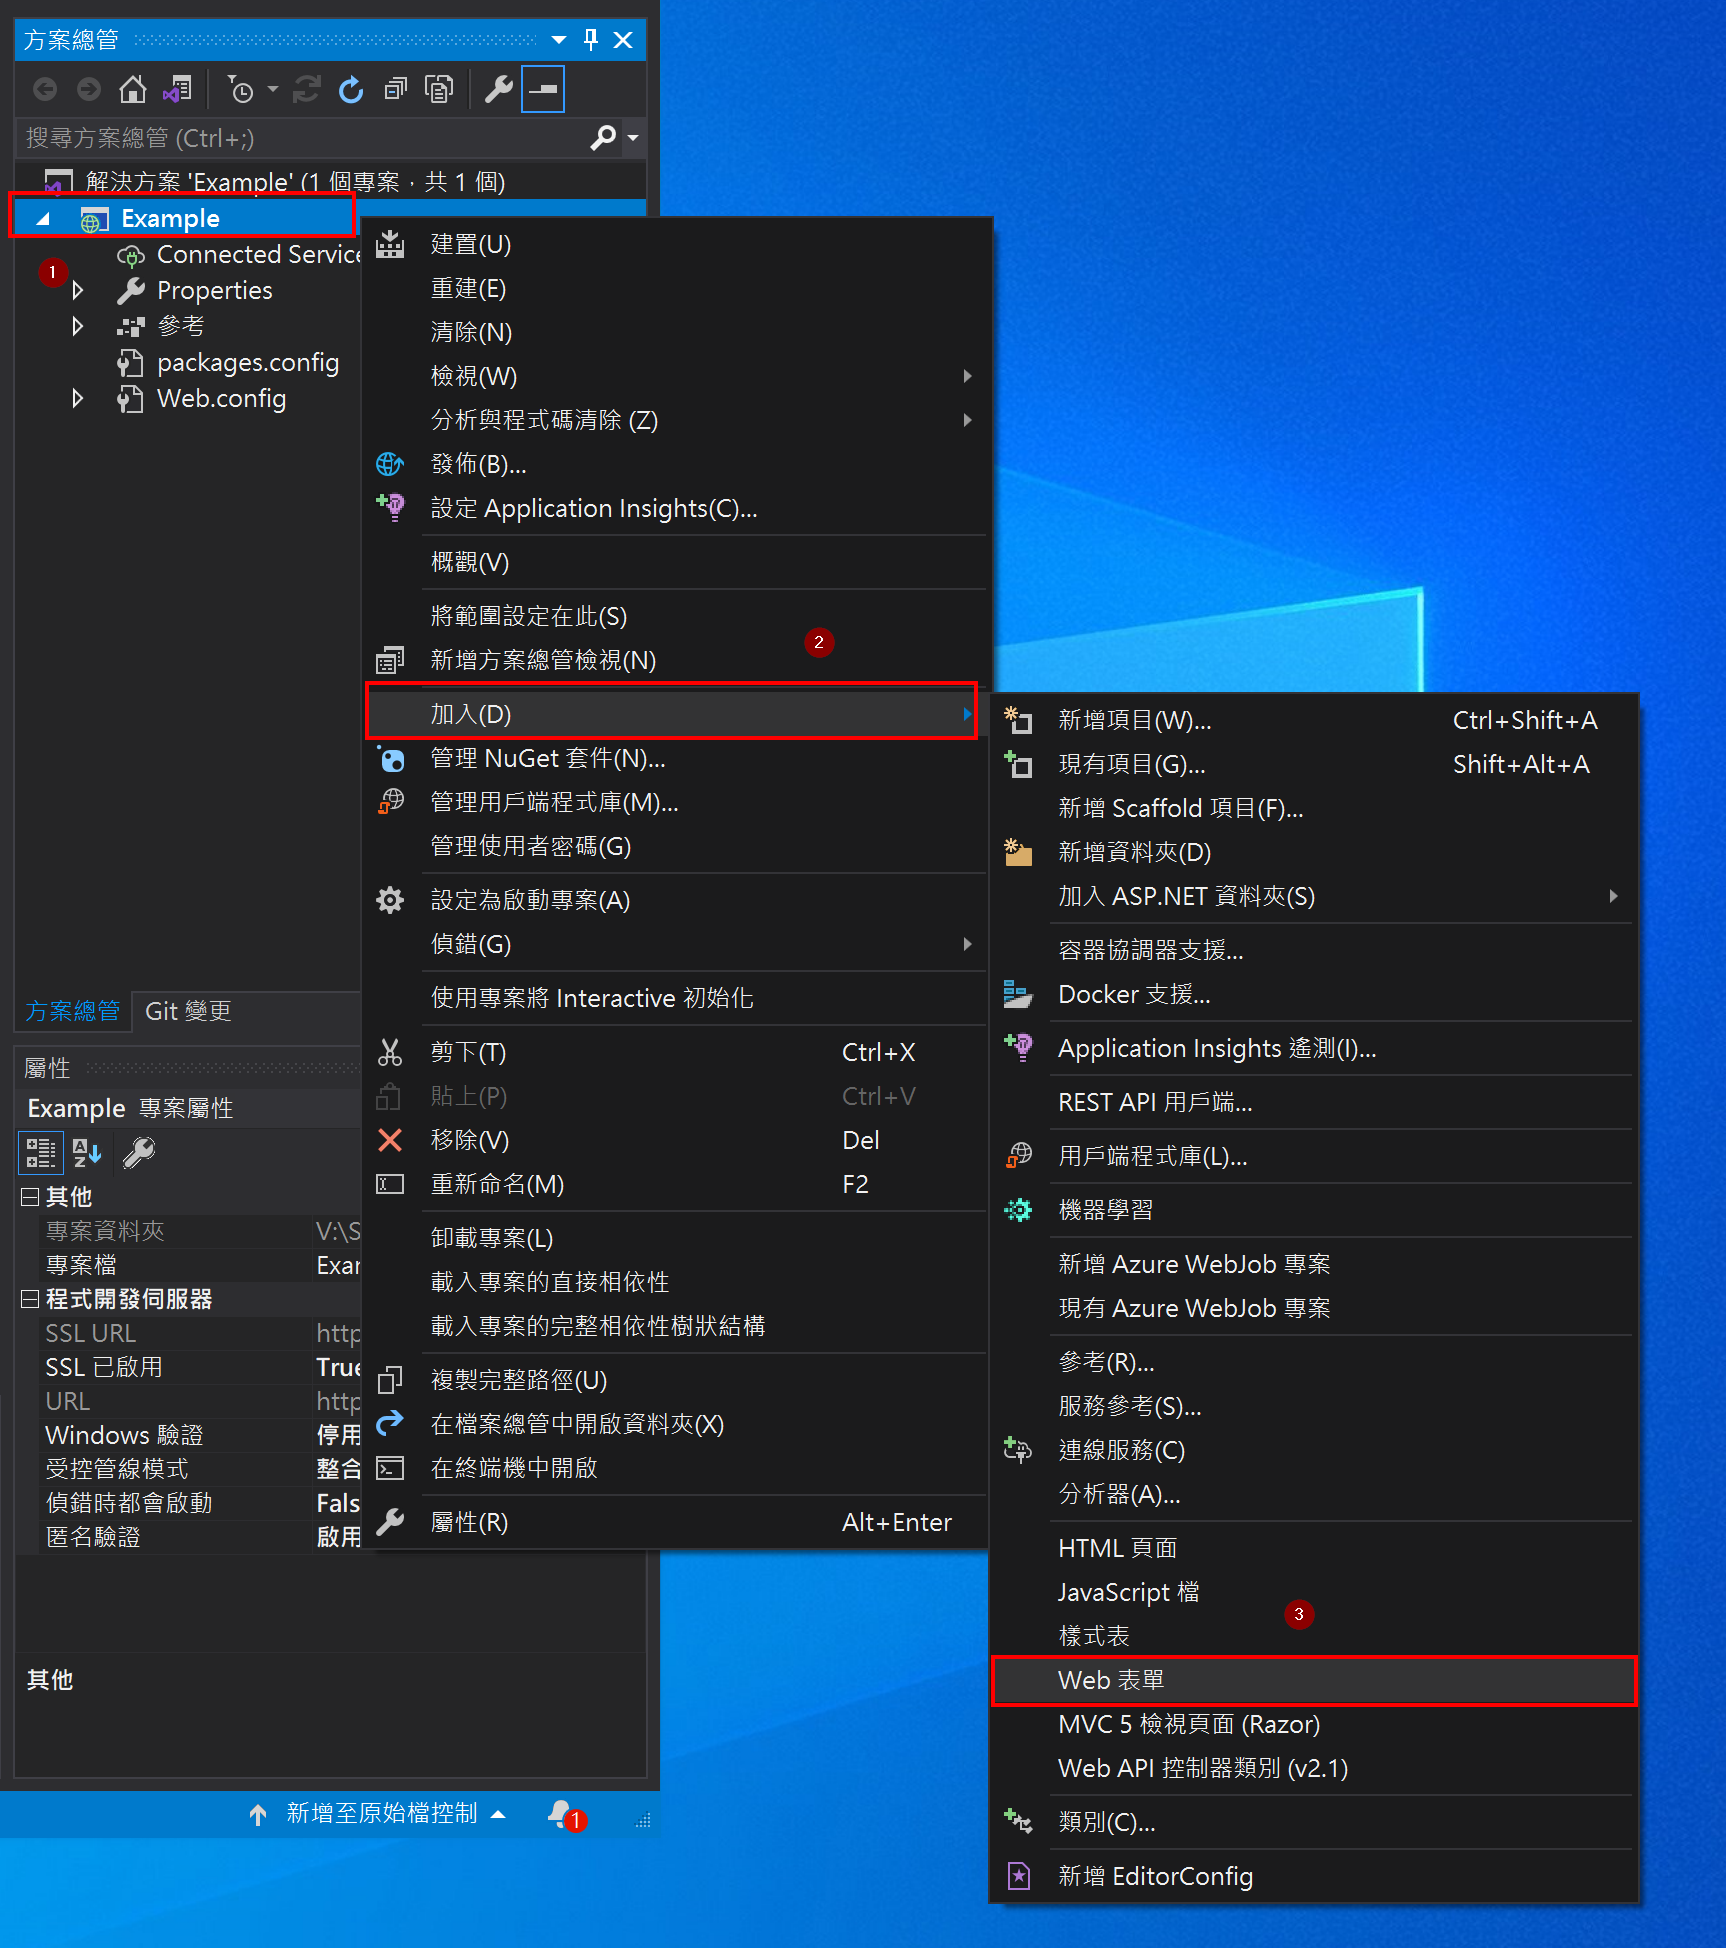 方案總管
搜尋方案總管 (Ctrl+;)
解決方案 'Example' (1 個專案，共 1 個)
Example
Connected Service
1
Properties
參考
packages.config
Web.config
方案總管
Git 變更
屬性
Example 專案屬性
其他
專案資料夾 V:\S
專案檔 Exar
程式開發伺服器
SSL URL http
SSL 已啟用 True
URL http
Windows 驗證 停用
受控管線模式 整合
偵錯時都會啟動 Fals
匿名驗證 啟用
其他
新增至原始檔控制
1
建置(U)
重建(E)
清除(N)
檢視(W)
分析與程式碼清除 (Z)
發佈(B)...
設定 Application Insights(C)...
概觀(V)
將範圍設定在此(S)
2
新增方案總管檢視(N)
加入(D)
管理 NuGet 套件(N)...
管理用戶端程式庫(M)...
管理使用者密碼(G)
設定為啟動專案(A)
偵錯(G)
使用專案將 Interactive 初始化
剪下(T) Ctrl+X
貼上(P) Ctrl+V
移除(V) Del
重新命名(M) F2
卸載專案(L)
載入專案的直接相依性
載入專案的完整相依性樹狀結構
複製完整路徑(U)
在檔案總管中開啟資料夾(X)
在終端機中開啟
屬性(R) Alt+Enter
新增項目(W)... Ctrl+Shift+A
現有項目(G)... Shift+Alt+A
新增 Scaffold 項目(F)...
新增資料夾(D)
加入 ASP.NET 資料夾(S)
容器協調器支援...
Docker 支援...
Application Insights 遙測(I)...
REST API 用戶端...
用戶端程式庫(L)...
機器學習
新增 Azure WebJob 專案
現有 Azure WebJob 專案
參考(R)...
服務參考(S)...
連線服務(C)
分析器(A)...
HTML 頁面
JavaScript 檔
3
樣式表
Web 表單
MVC 5 檢視頁面 (Razor)
Web API 控制器類別 (v2.1)
類別(C)...
新增 EditorConfig